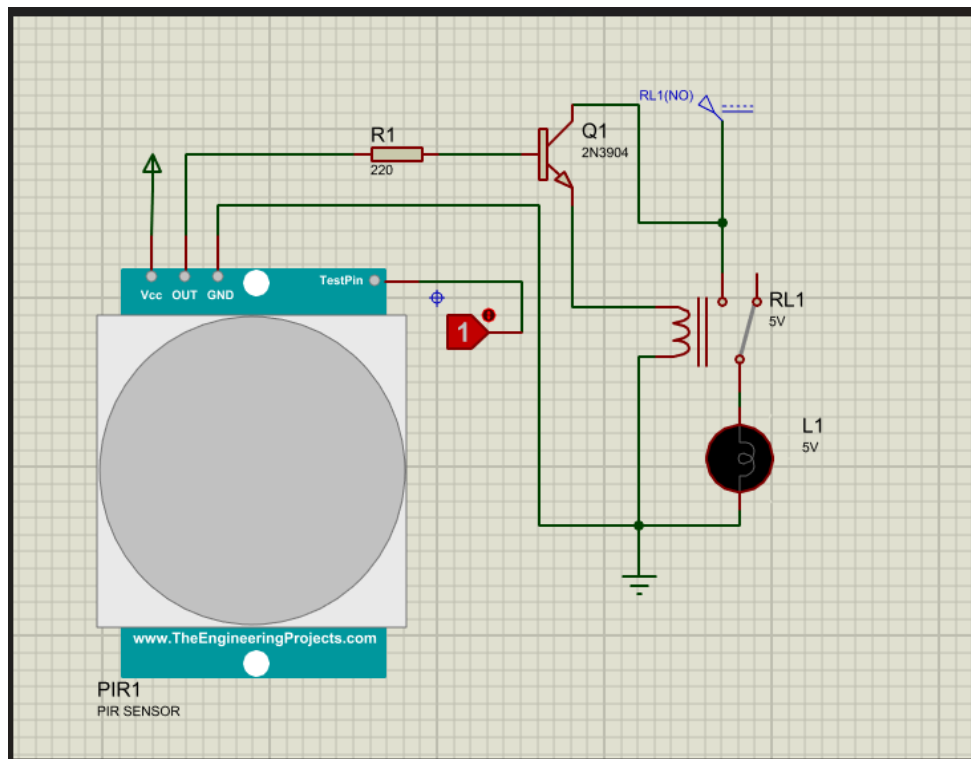 RL1(NO)
R1
220
Q1
2N3904
Vcc OUT GND
TestPin
1
RL1
5V
L1
5V
www.TheEngineeringProjects.com
PIR1
PIR SENSOR